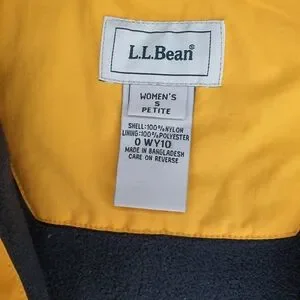 L.L.Bean®
WOMEN'S
S
PETITE
SHELL:100%NYLON
LINING:100%POLYESTER
0 WY10
MADE IN BANGLADESH
CARE ON REVERSE